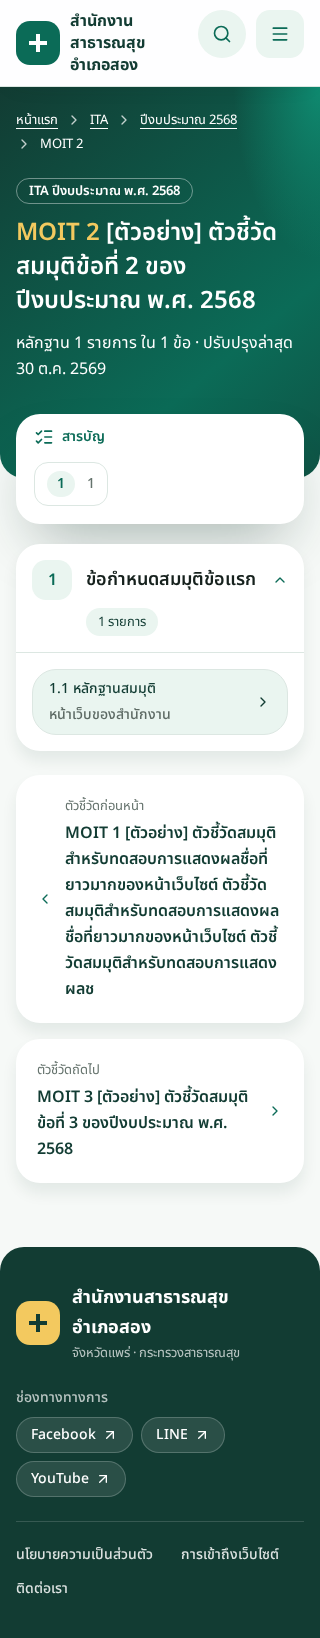 สำนักงาน
สาธารณสุข
อำเภอสอง
หน้าแรก
ITA
ปีงบประมาณ 2568
MOIT 2
ITA ปีงบประมาณ พ.ศ. 2568
MOIT 2 [ตัวอย่าง] ตัวชี้วัด
สมมุติข้อที่ 2 ของ
ปีงบประมาณ พ.ศ. 2568
หลักฐาน 1 รายการ ใน 1 ข้อ · ปรับปรุงล่าสุด
30 ต.ค. 2569
สารบัญ
1 1
1 ข้อกำหนดสมมุติข้อแรก
1 รายการ
1.1 หลักฐานสมมุติ
หน้าเว็บของสำนักงาน
ตัวชี้วัดก่อนหน้า
MOIT 1 [ตัวอย่าง] ตัวชี้วัดสมมุติ
สำหรับทดสอบการแสดงผลชื่อที่
ยาวมากของหน้าเว็บไซต์ ตัวชี้วัด
สมมุติสำหรับทดสอบการแสดงผล
ชื่อที่ยาวมากของหน้าเว็บไซต์ ตัวชี้
วัดสมมุติสำหรับทดสอบการแสดง
ผลช
ตัวชี้วัดถัดไป
MOIT 3 [ตัวอย่าง] ตัวชี้วัดสมมุติ
ข้อที่ 3 ของปีงบประมาณ พ.ศ.
2568
สำนักงานสาธารณสุข
อำเภอสอง
จังหวัดแพร่ · กระทรวงสาธารณสุข
ช่องทางทางการ
Facebook
LINE
YouTube
นโยบายความเป็นส่วนตัว
การเข้าถึงเว็บไซต์
ติดต่อเรา